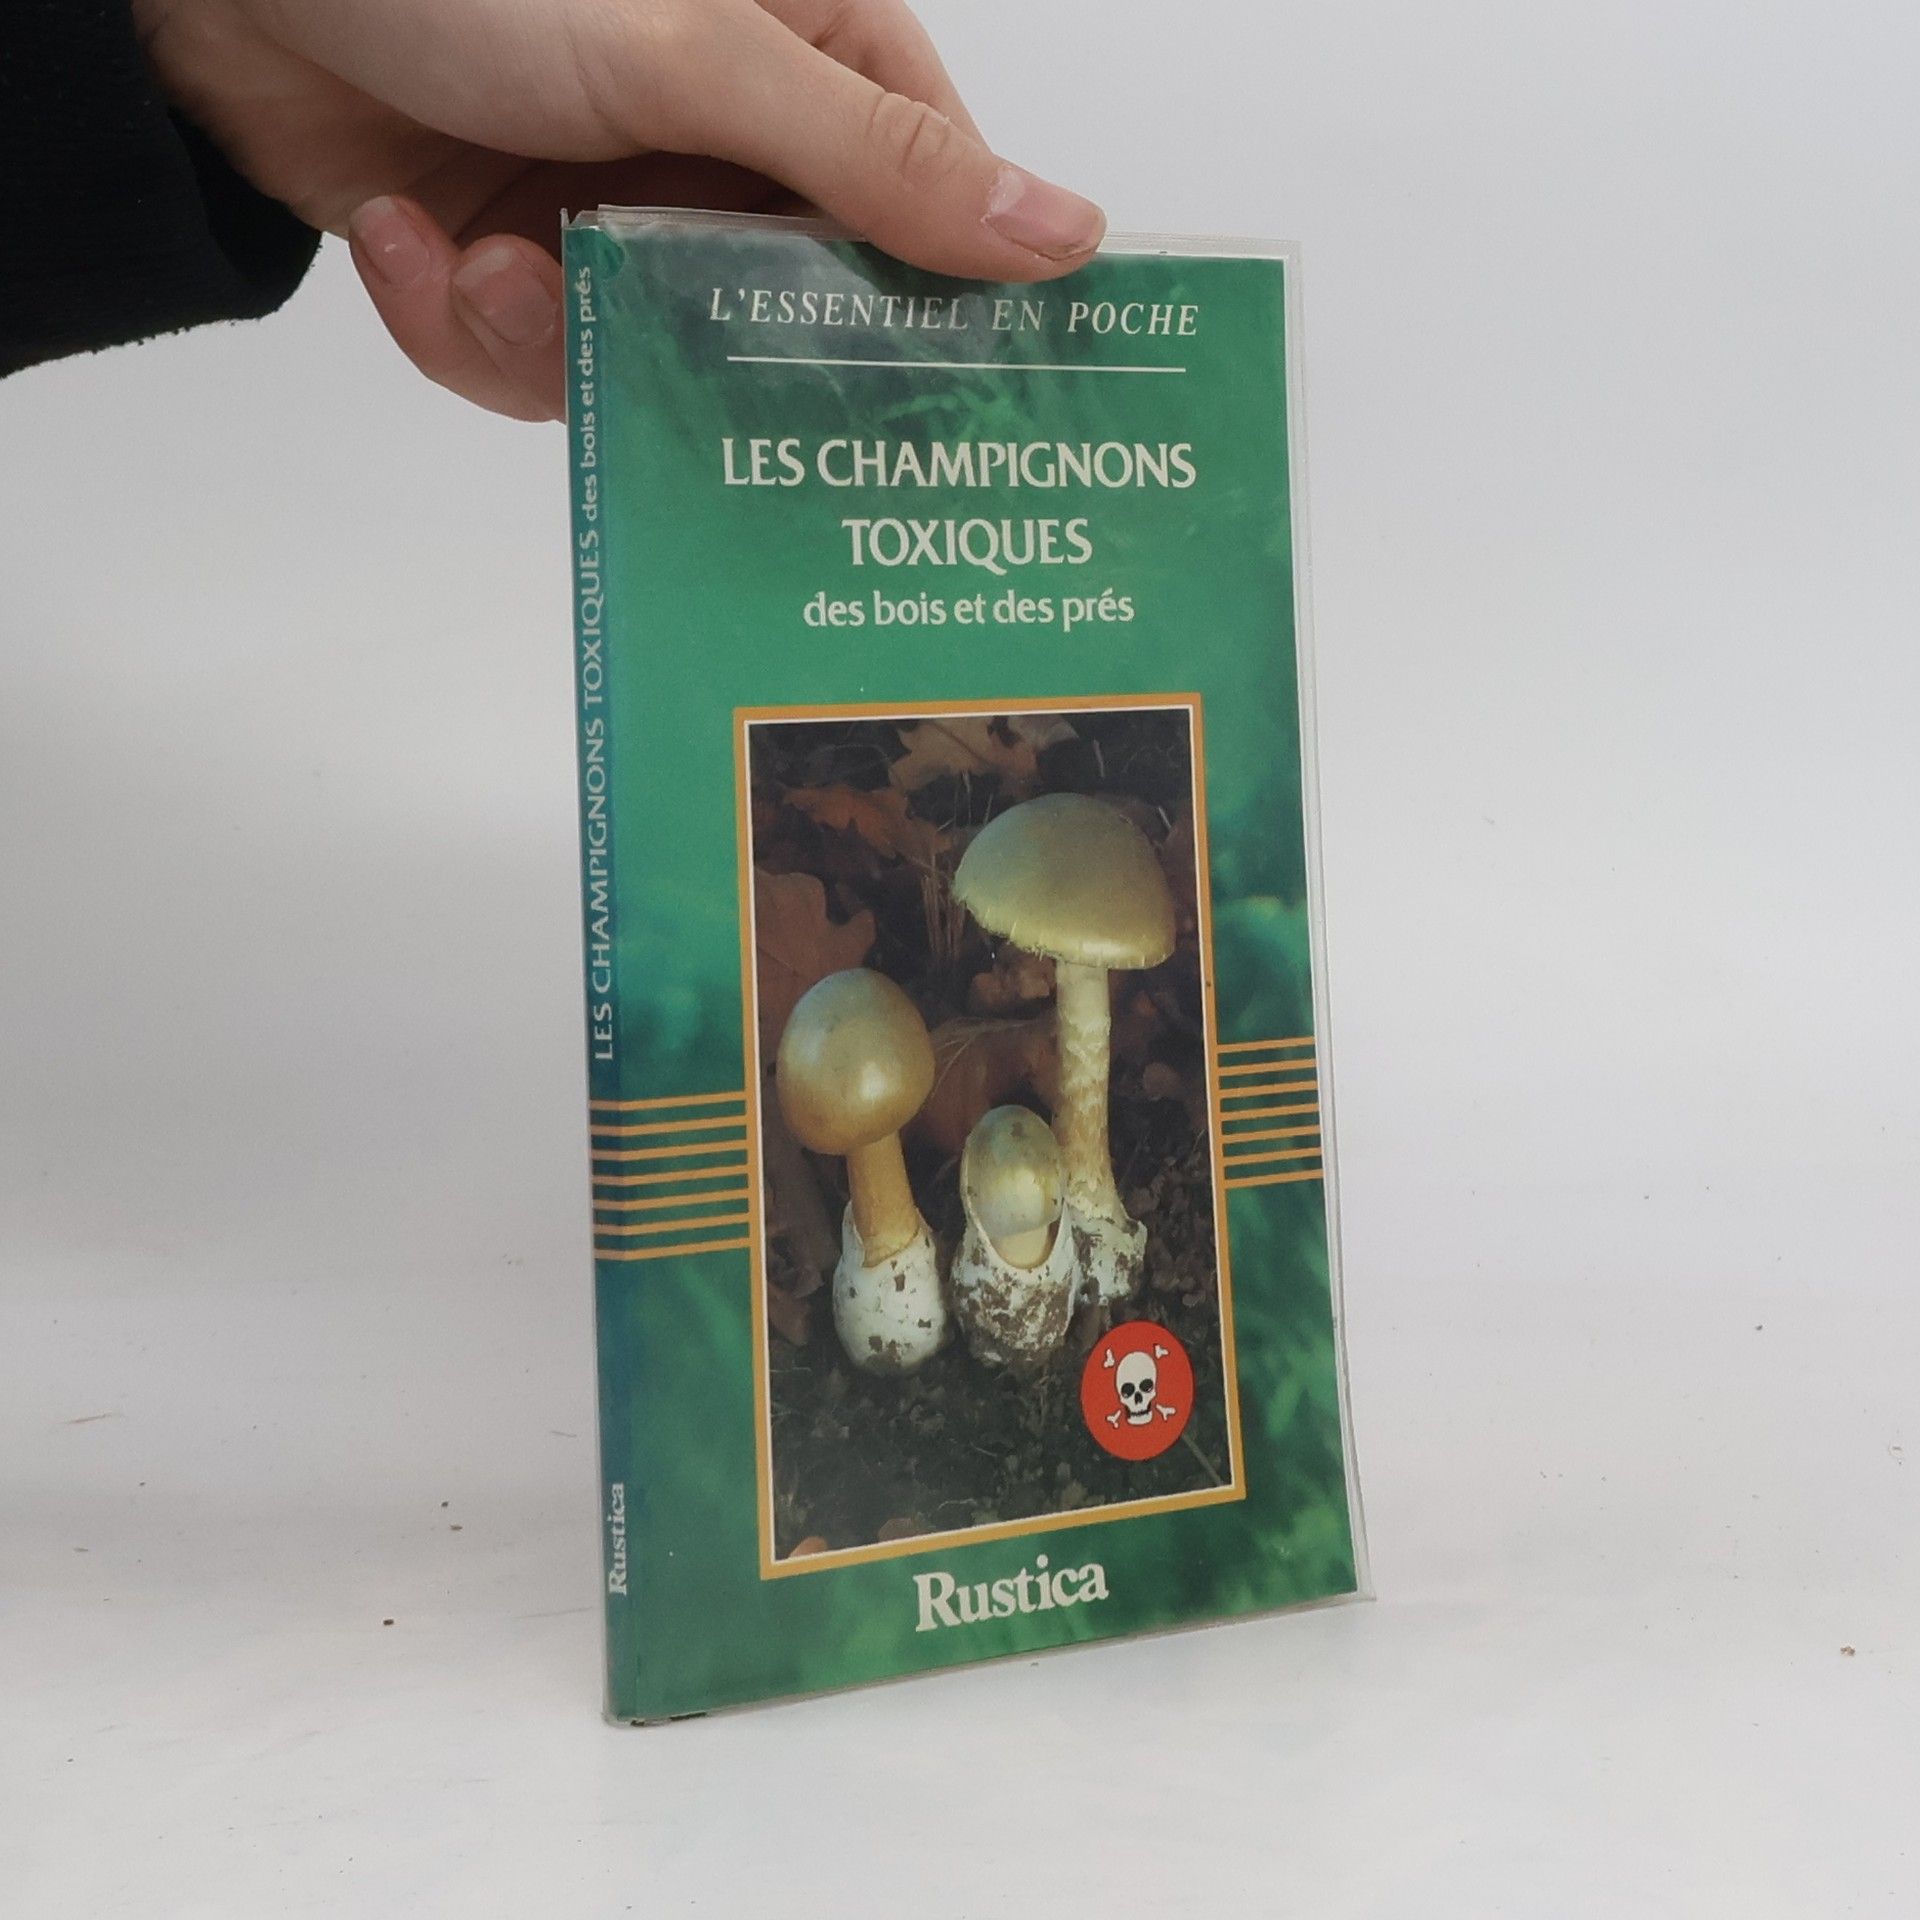 L'ESSENTIEL EN POCHE
LES CHAMPIGNONS
TOXIQUES
des bois et des prés
Rustica
LES CHAMPIGNONS TOXIQUES des bois et des prés
Rustica